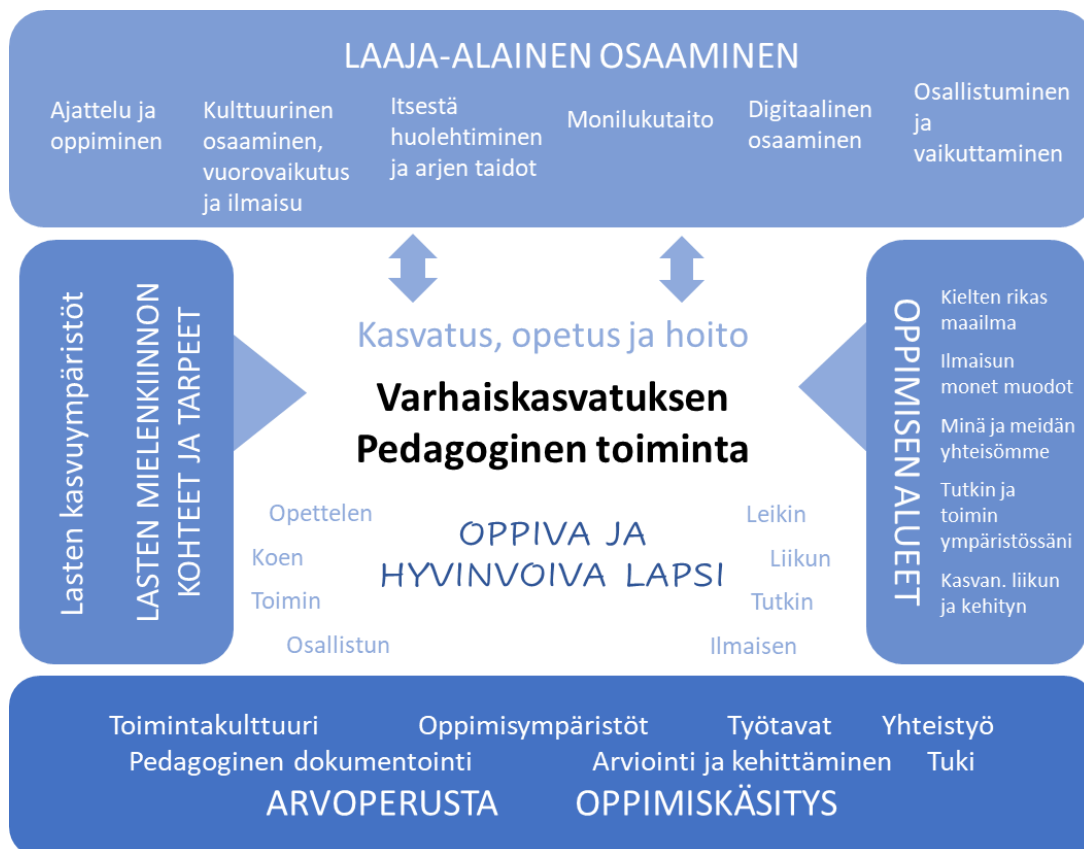 LAAJA-ALAINEN OSAAMINEN
Ajattelu ja
oppiminen
Kulttuurinen
osaaminen,
vuorovaikutus
ja ilmaisu
Itsestä
huolehtiminen
ja arjen taidot
Monilukutaito
Digitaalinen
osaaminen
Osallistuminen
ja
vaikuttaminen
Lasten kasvuympäristöt
LASTEN MIELENKIINNON
KOHTEET JA TARPEET
Kasvatus, opetus ja hoito
Varhaiskasvatuksen
Pedagoginen toiminta
Opettelen
Koen
Toimin
Osallistun
OPPIVA JA
HYVINVOIVA LAPSI
Leikin
Liikun
Tutkin
Ilmaisen
OPPIMISEN ALUEET
Kielten rikas
maailma
Ilmaisun
monet muodot
Minä ja meidän
yhteisömme
Tutkin ja
toimin
ympäristössäni
Kasvan. liikun
ja kehityn
Toimintakulttuuri Oppimisympäristöt Työtavat Yhteistyö
Pedagoginen dokumentointi Arviointi ja kehittäminen Tuki
ARVOPERUSTA OPPIMISKÄSITYS